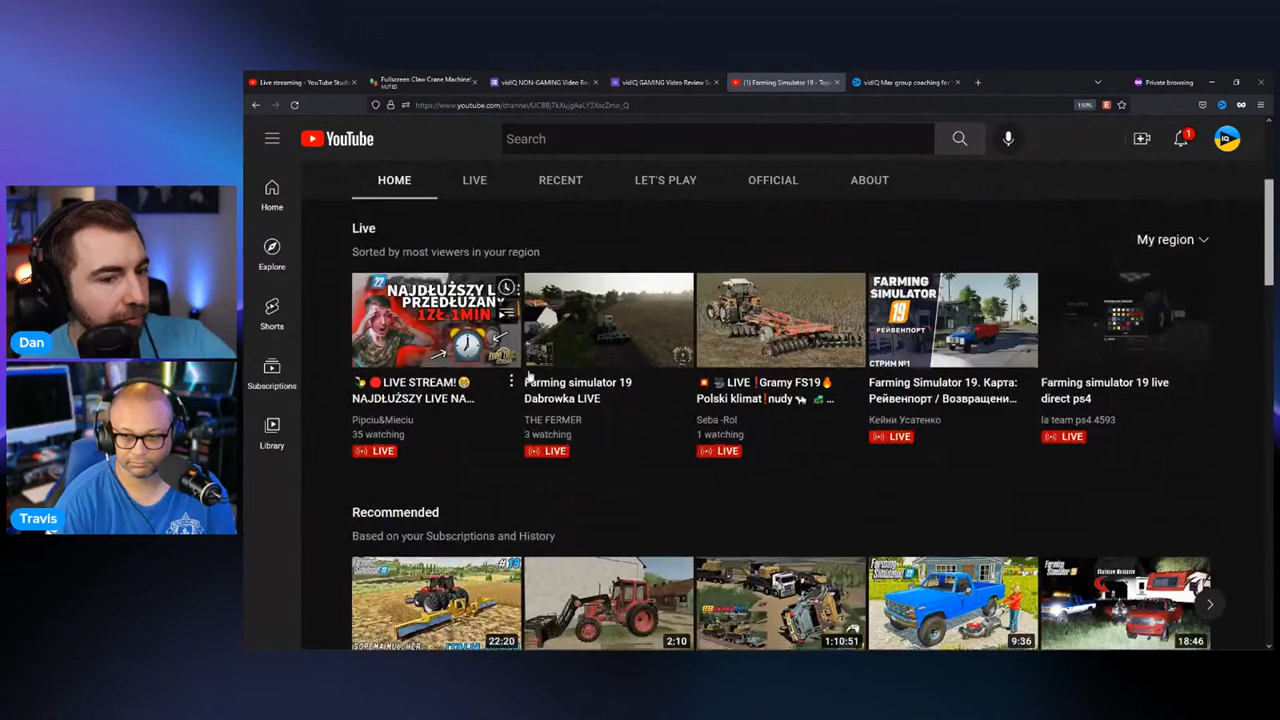 Live streaming - YouTube Studi
Fullscreen Claw Crane Machine!
MUTED
vidIQ NON-GAMING Video Re
vidIQ GAMING Video Review S
(1) Farming Simulator 19 - Top
vidIQ Max group coaching for
Private browsing
150%
YouTube
Search
1
IQ
HOME
LIVE
RECENT
LET'S PLAY
OFFICIAL
ABOUT
Home
Explore
Shorts
Subscriptions
Library
Live
Sorted by most viewers in your region
My region
22
NAJDŁUŻSZY L
PRZEDŁUŻAN
1ZŁ-1MIN
FARMING
SIMULATOR
19
РЕЙВЕНПОРТ
СТРИМ №1
LIVE STREAM!
NAJDŁUŻSZY LIVE NA...
Pipciu&Mieciu
35 watching
LIVE
Farming simulator 19
Dabrowka LIVE
THE FERMER
3 watching
LIVE
LIVE❗Gramy FS19
Polski klimat❗nudy ...
Seba -Rol
1 watching
LIVE
Farming Simulator 19. Карта:
Рейвенпорт / Возвращени...
Кейни Усатенко
LIVE
Farming simulator 19 live
direct ps4
la team ps4 4593
LIVE
Recommended
Based on your Subscriptions and History
#19
22:20
2:10
1:10:51
9:36
18:46
Dan
Travis